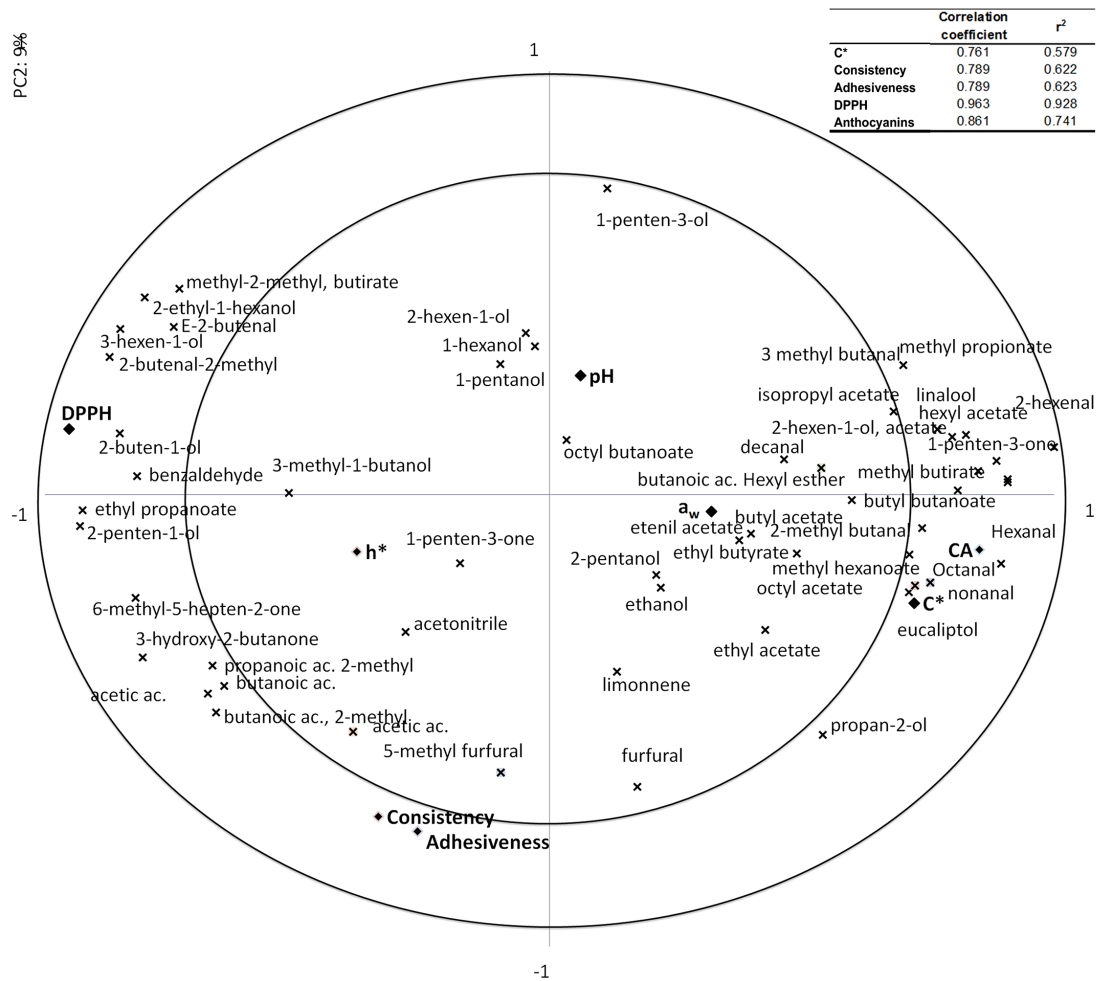 PC2: 9%
1
Correlation coefficient r²
C* 0.761 0.579
Consistency 0.789 0.622
Adhesiveness 0.789 0.623
DPPH 0.963 0.928
Anthocyanins 0.861 0.741
1-penten-3-ol
methyl-2-methyl, butirate
2-ethyl-1-hexanol
E-2-butenal
3-hexen-1-ol
2-butenal-2-methyl
2-hexen-1-ol
1-hexanol
1-pentanol
pH
3 methyl butanal
methyl propionate
isopropyl acetate
linalool
2-hexenal
hexyl acetate
DPPH
2-hexen-1-ol, acetate
2-buten-1-ol
octyl butanoate
decanal
1-penten-3-one
3-methyl-1-butanol
benzaldehyde
butanoic ac. Hexyl esther
methyl butirate
-1
ethyl propanoate
butyl butanoate
1
aw
butyl acetate
2-penten-1-ol
etenil acetate
2-methyl butanal
Hexanal
1-penten-3-one
h*
ethyl butyrate
CA
2-pentanol
methyl hexanoate
Octanal
octyl acetate
nonanal
6-methyl-5-hepten-2-one
ethanol
C*
acetonitrile
eucaliptol
3-hydroxy-2-butanone
ethyl acetate
propanoic ac. 2-methyl
butanoic ac.
limonnene
acetic ac.
butanoic ac., 2-methyl
acetic ac.
propan-2-ol
5-methyl furfural
furfural
Consistency
Adhesiveness
-1